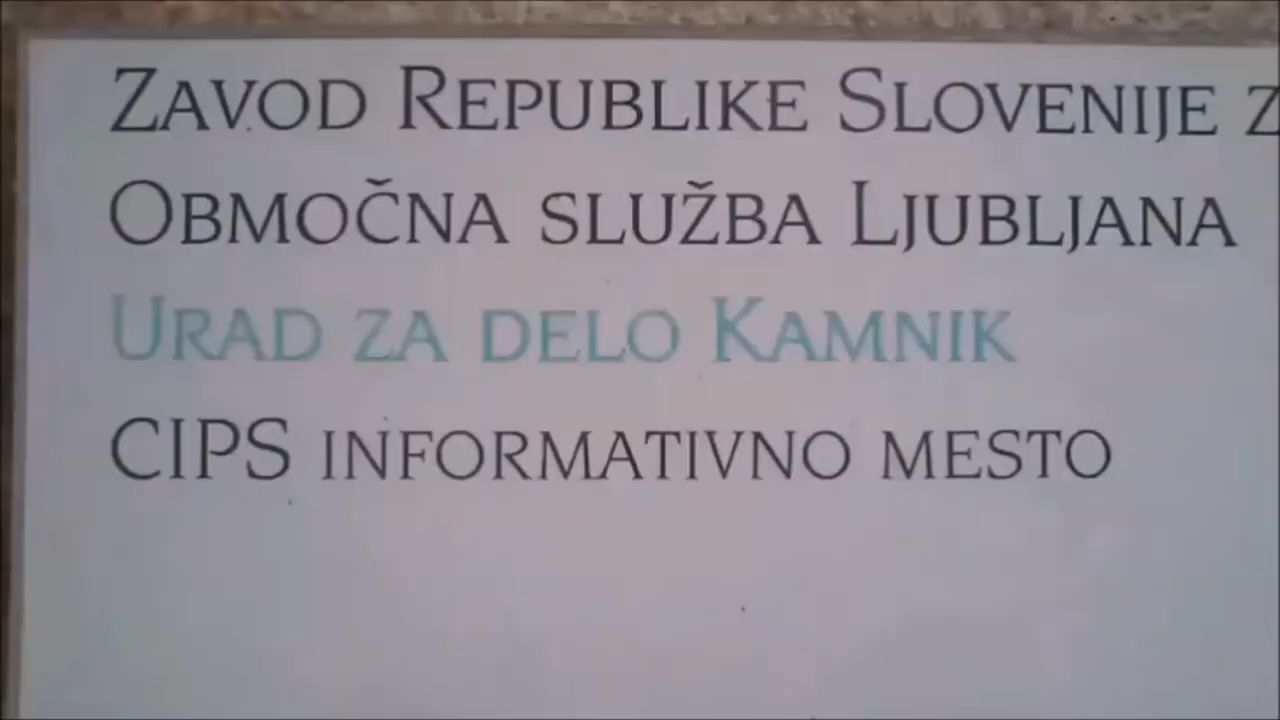 Zavod Republike Slovenije z
Območna služba Ljubljana
Urad za delo Kamnik
CIPS informativno mesto